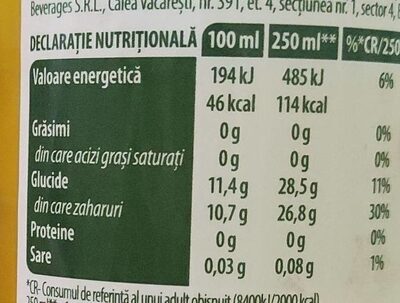 Beverages S.R.L., Calea Văcărești, nr. 391, et. 4, secțiunea nr. 1, sector 4,
DECLARAȚIE NUTRIȚIONALĂ 100 ml 250 ml** %*CR/250
Valoare energetică 194 kJ 485 kJ 6%
46 kcal 114 kcal
Grăsimi 0 g 0 g 0%
din care acizi grași saturați 0 g 0 g 0%
Glucide 11,4 g 28,5 g 11%
din care zaharuri 10,7 g 26,8 g 30%
Proteine 0 g 0 g 0%
Sare 0,03 g 0,08 g 1%
*CR- Consumul de referință al unui adult obișnuit (8400kJ/2000kcal)